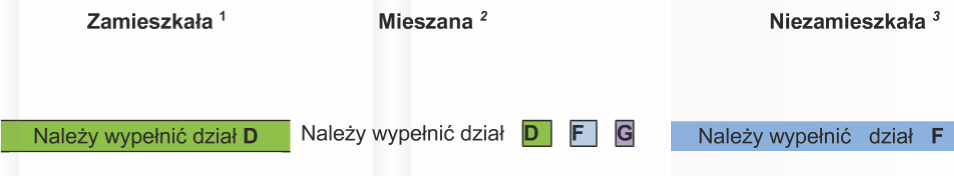 Zamieszkała ¹ Mieszana ² Niezamieszkała ³
Należy wypełnić dział D Należy wypełnić dział D F G Należy wypełnić dział F